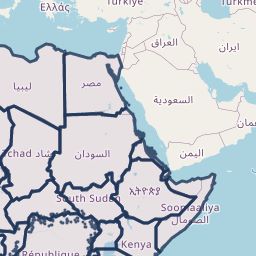 Ελλάς
Türkiye
Türkme
العراق
ایران
ليبيا
مصر
السعودية
عمان
Tchad تشاد
السودان
اليمن
ኢትዮጵያ
South Sudan
Soomaaliya
الصومال
Kenya
République